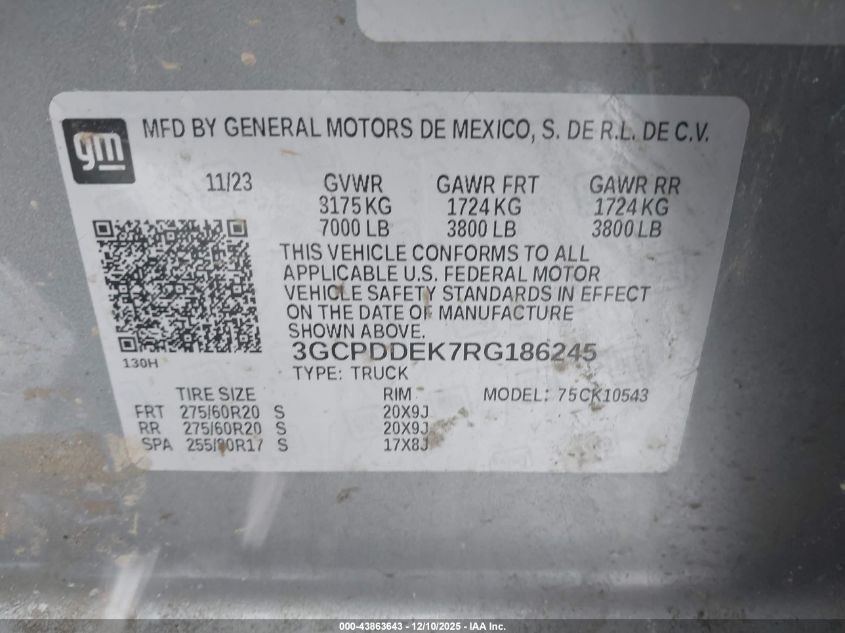 gm
MFD BY GENERAL MOTORS DE MEXICO, S. DE R.L. DE C.V.
11/23 GVWR GAWR FRT GAWR RR
3175 KG 1724 KG 1724 KG
7000 LB 3800 LB 3800 LB
THIS VEHICLE CONFORMS TO ALL
APPLICABLE U.S. FEDERAL MOTOR
VEHICLE SAFETY STANDARDS IN EFFECT
ON THE DATE OF MANUFACTURE
SHOWN ABOVE.
3GCPDDEK7RG186245
130H
TYPE: TRUCK
TIRE SIZE RIM MODEL: 75CK10543
FRT 275/60R20 S 20X9J
RR 275/60R20 S 20X9J
SPA 255/80R17 S 17X8J
000-43863643 - 12/10/2025 - IAA Inc.